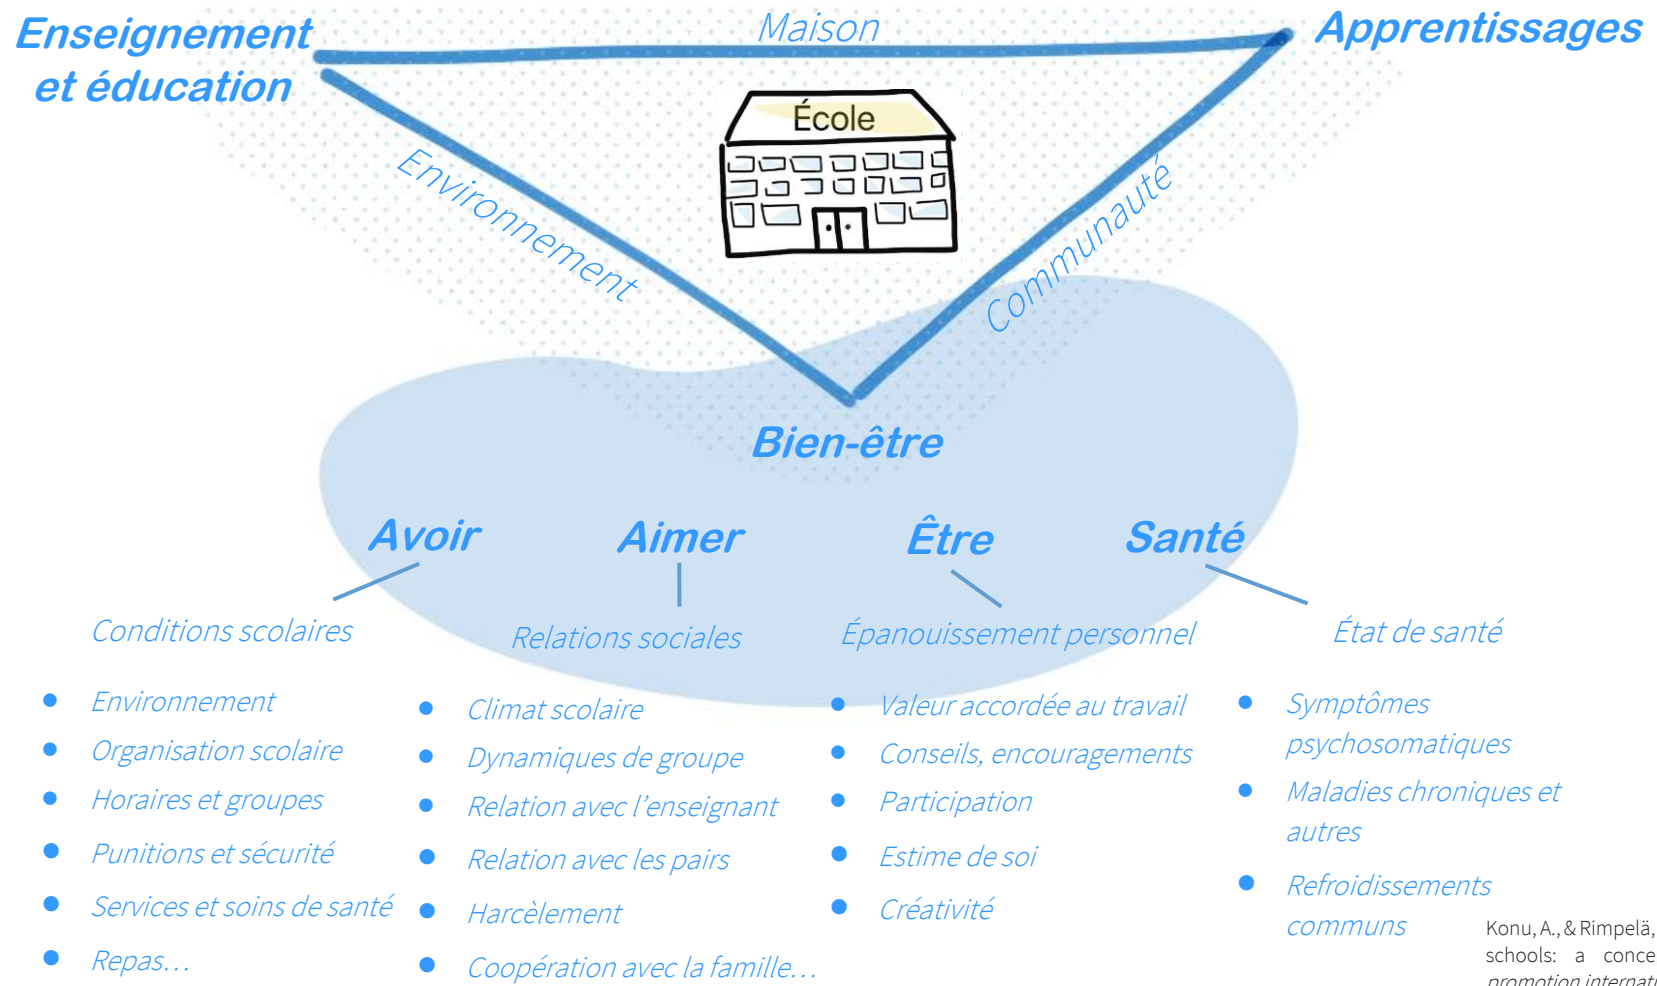 Enseignement
et éducation
Maison
Apprentissages
École
Environnement
Communauté
Bien-être
Avoir
Aimer
Être
Santé
Conditions scolaires
Relations sociales
Épanouissement personnel
État de santé
Environnement
Organisation scolaire
Horaires et groupes
Punitions et sécurité
Services et soins de santé
Repas…
Climat scolaire
Dynamiques de groupe
Relation avec l’enseignant
Relation avec les pairs
Harcèlement
Coopération avec la famille…
Valeur accordée au travail
Conseils, encouragements
Participation
Estime de soi
Créativité
Symptômes
psychosomatiques
Maladies chroniques et
autres
Refroidissements
communs
Konu, A., & Rimpelä,
schools: a conce
promotion internati